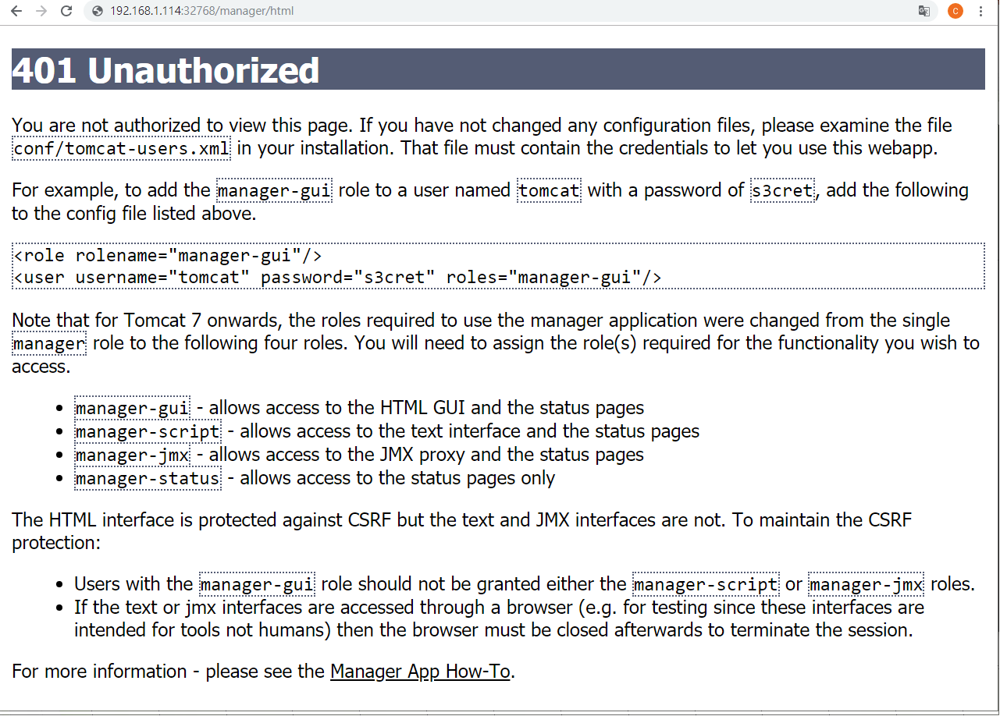 192.168.1.114:32768/manager/html
C
401 Unauthorized
You are not authorized to view this page. If you have not changed any configuration files, please examine the file
conf/tomcat-users.xml in your installation. That file must contain the credentials to let you use this webapp.
For example, to add the manager-gui role to a user named tomcat with a password of s3cret, add the following
to the config file listed above.
<role rolename="manager-gui"/>
<user username="tomcat" password="s3cret" roles="manager-gui"/>
Note that for Tomcat 7 onwards, the roles required to use the manager application were changed from the single
manager role to the following four roles. You will need to assign the role(s) required for the functionality you wish to
access.
• manager-gui - allows access to the HTML GUI and the status pages
• manager-script - allows access to the text interface and the status pages
• manager-jmx - allows access to the JMX proxy and the status pages
• manager-status - allows access to the status pages only
The HTML interface is protected against CSRF but the text and JMX interfaces are not. To maintain the CSRF
protection:
• Users with the manager-gui role should not be granted either the manager-script or manager-jmx roles.
• If the text or jmx interfaces are accessed through a browser (e.g. for testing since these interfaces are
intended for tools not humans) then the browser must be closed afterwards to terminate the session.
For more information - please see the Manager App How-To.